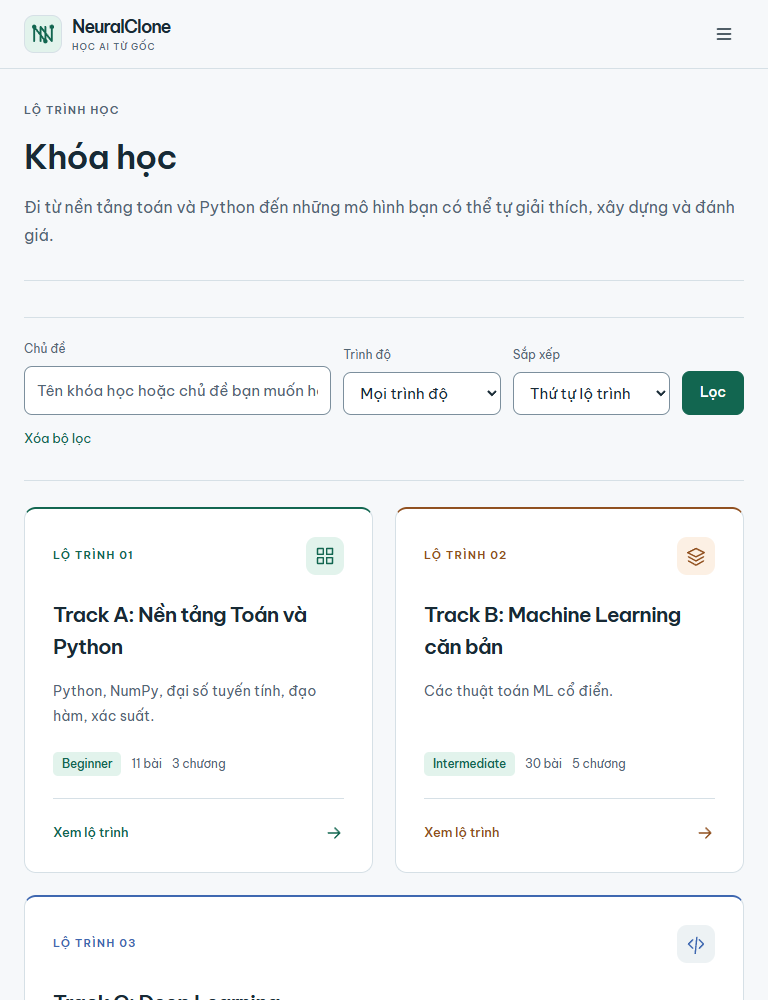 NeuralClone
HỌC AI TỪ GỐC
LỘ TRÌNH HỌC
Khóa học
Đi từ nền tảng toán và Python đến những mô hình bạn có thể tự giải thích, xây dựng và đánh
giá.
Chủ đề
Trình độ
Sắp xếp
Tên khóa học hoặc chủ đề bạn muốn h
Mọi trình độ
Thứ tự lộ trình
Lọc
Xóa bộ lọc
LỘ TRÌNH 01
Track A: Nền tảng Toán và
Python
Python, NumPy, đại số tuyến tính, đạo
hàm, xác suất.
Beginner 11 bài 3 chương
Xem lộ trình
LỘ TRÌNH 02
Track B: Machine Learning
căn bản
Các thuật toán ML cổ điển.
Intermediate 30 bài 5 chương
Xem lộ trình
LỘ TRÌNH 03
Track C: Deep Learning